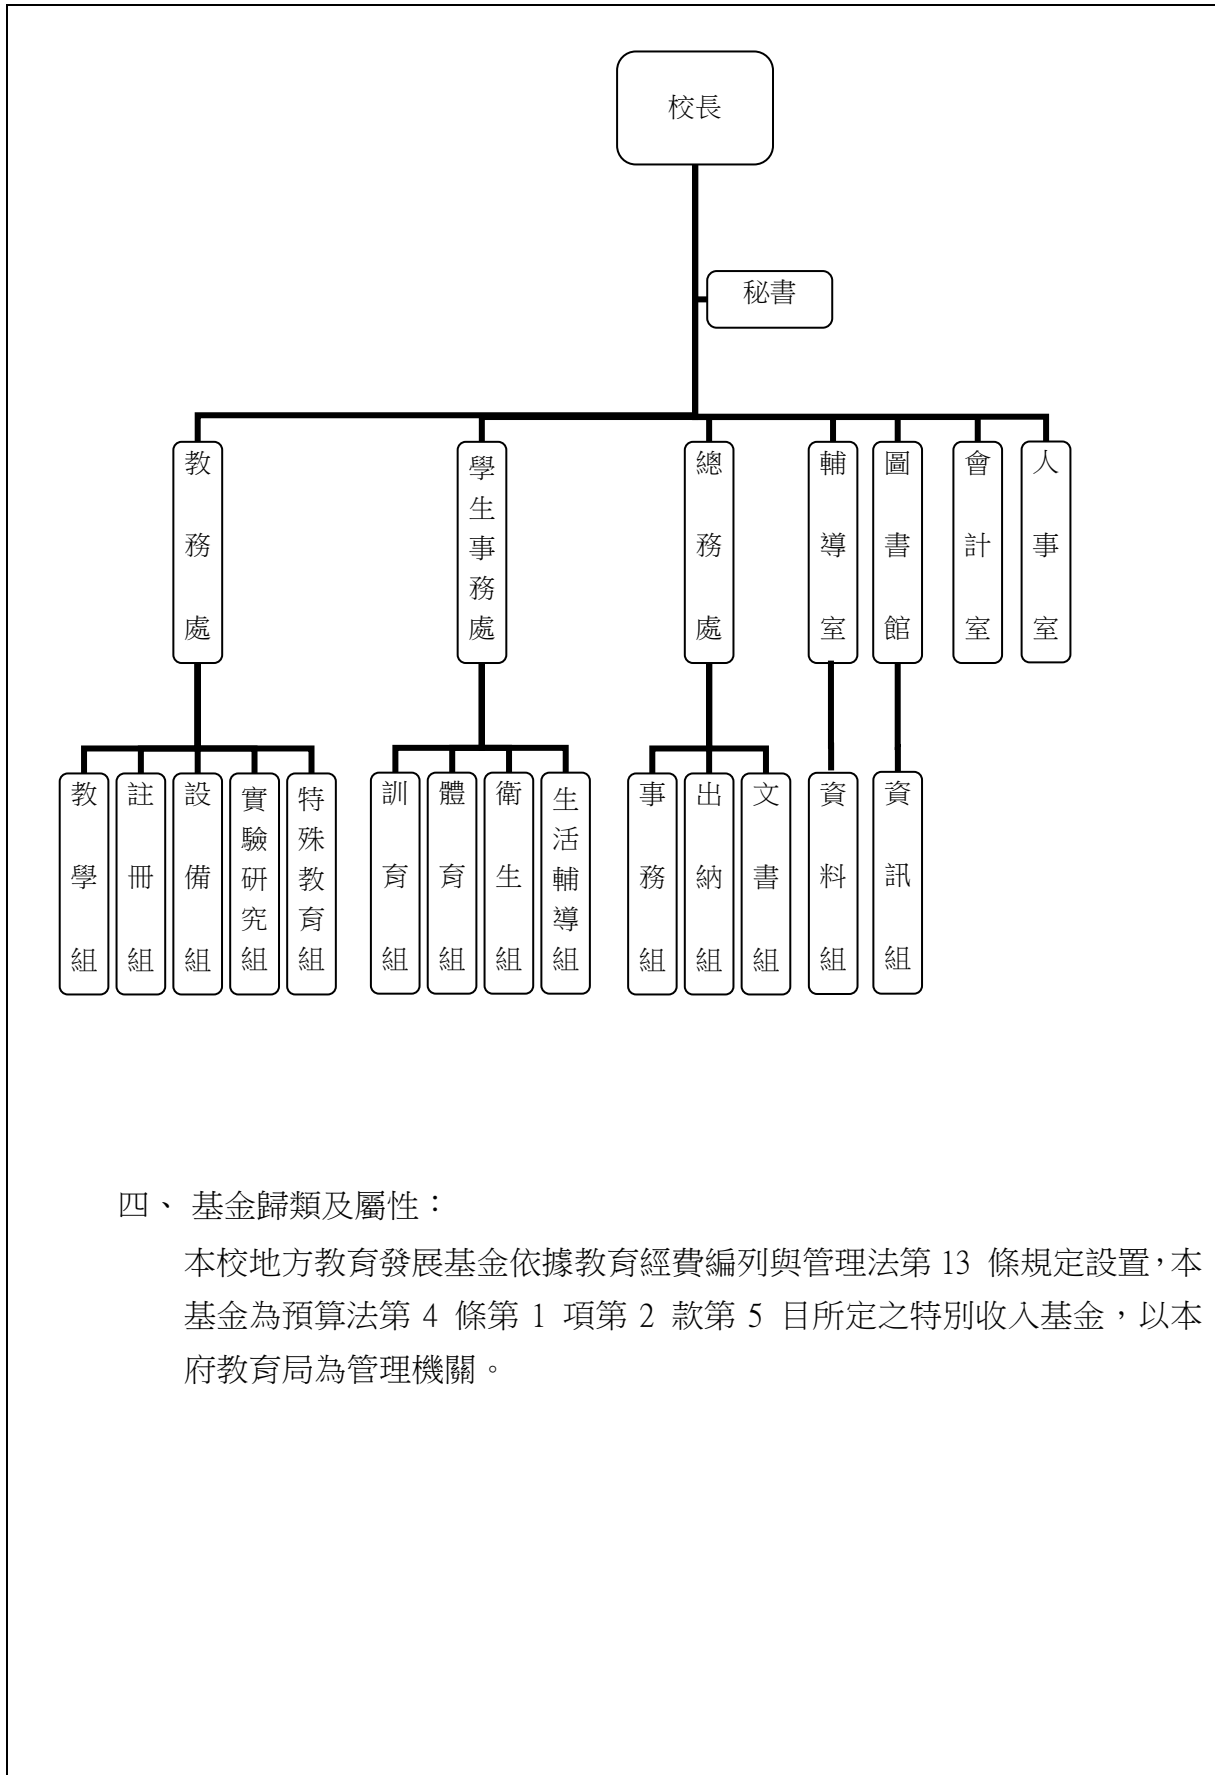 校長
秘書
教務處
學生事務處
總務處
輔導室
圖書館
會計室
人事室
教學組
註冊組
設備組
實驗研究組
特殊教育組
訓育組
體育組
衛生組
生活輔導組
事務組
出納組
文書組
資料組
資訊組
四、 基金歸類及屬性：
本校地方教育發展基金依據教育經費編列與管理法第 13 條規定設置，本
基金為預算法第 4 條第 1 項第 2 款第 5 目所定之特別收入基金，以本
府教育局為管理機關。